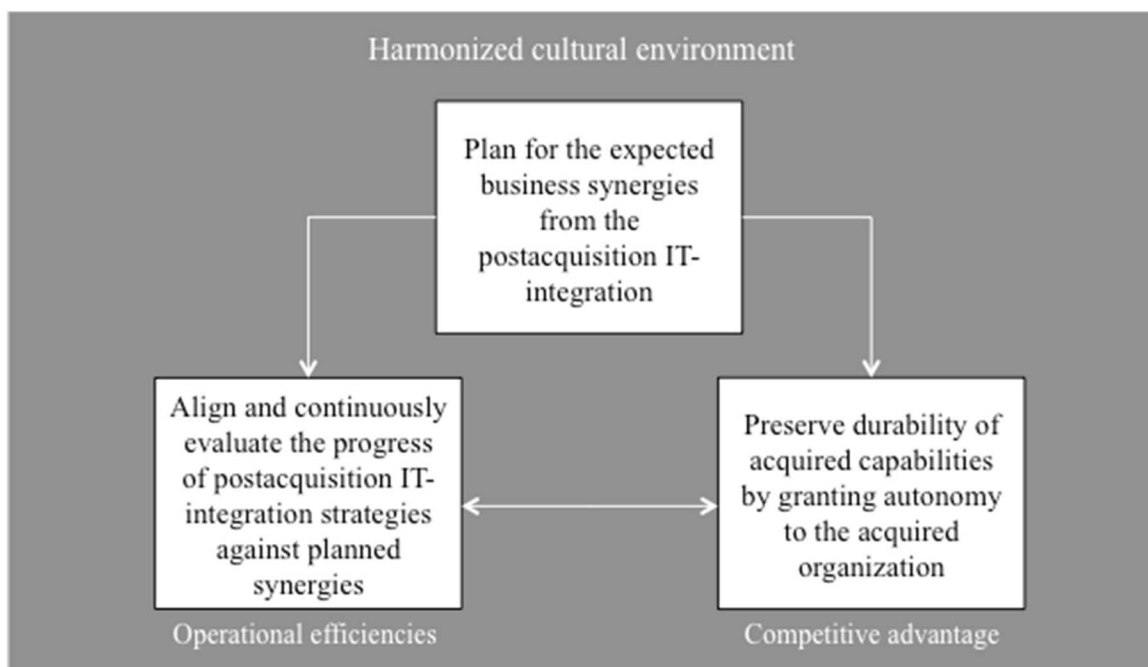 Harmonized cultural environment
Plan for the expected
business synergies
from the
postacquisition IT-
integration
Align and continuously
evaluate the progress
of postacquisition IT-
integration strategies
against planned
synergies
Preserve durability of
acquired capabilities
by granting autonomy
to the acquired
organization
Operational efficiencies
Competitive advantage